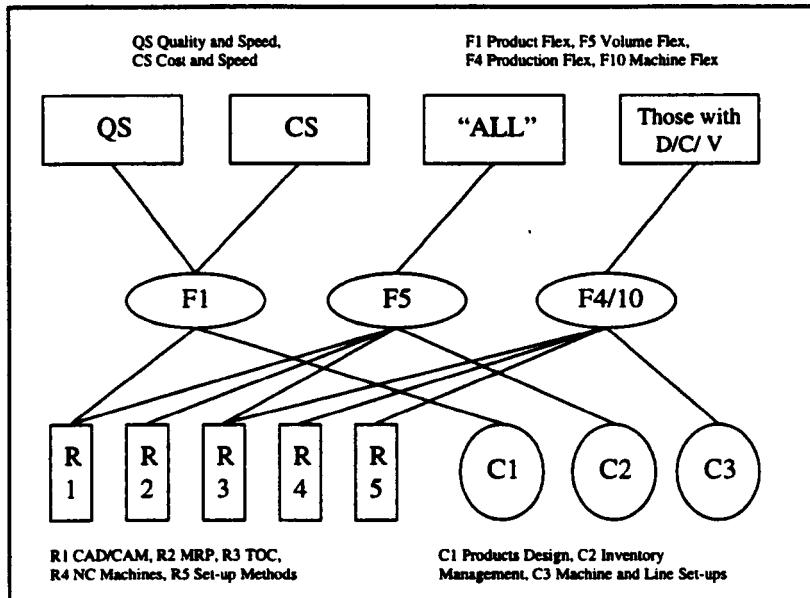 QS Quality and Speed,
CS Cost and Speed
F1 Product Flex, F5 Volume Flex,
F4 Production Flex, F10 Machine Flex
QS
CS
“ALL”
Those with
D/C/ V
F1
F5
F4/10
R
1
R
2
R
3
R
4
R
5
C1
C2
C3
R1 CAD/CAM, R2 MRP, R3 TOC,
R4 NC Machines, R5 Set-up Methods
C1 Products Design, C2 Inventory
Management, C3 Machine and Line Set-ups